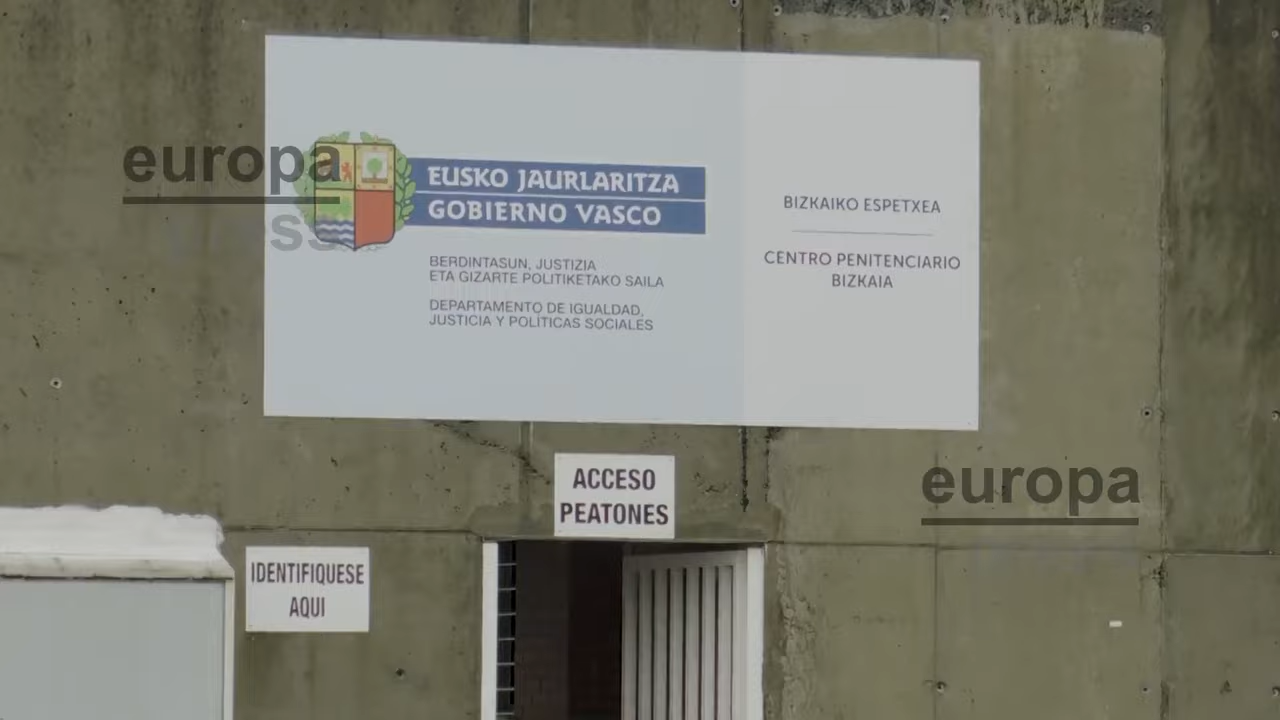 europa
press
EUSKO JAURLARITZA
GOBIERNO VASCO
BERDINTASUN, JUSTIZIA
ETA GIZARTE POLITIKETAKO SAILA
DEPARTAMENTO DE IGUALDAD,
JUSTICIA Y POLÍTICAS SOCIALES
BIZKAIKO ESPETXEA
CENTRO PENITENCIARIO
BIZKAIA
ACCESO
PEATONES
europa
IDENTIFIQUESE
AQUI